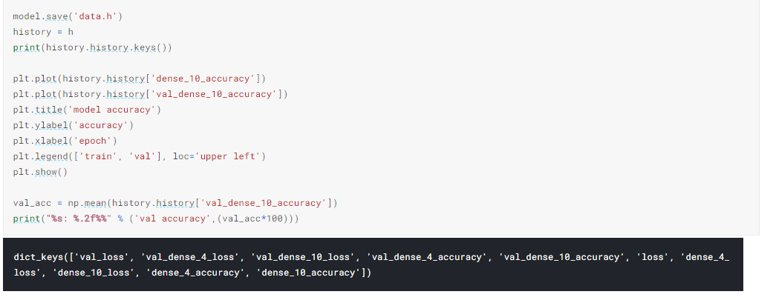 model.save('data.h')
history = h
print(history.history.keys())
plt.plot(history.history['dense_10_accuracy'])
plt.plot(history.history['val_dense_10_accuracy'])
plt.title('model accuracy')
plt.ylabel('accuracy')
plt.xlabel('epoch')
plt.legend(['train', 'val'], loc='upper left')
plt.show()
val_acc = np.mean(history.history['val_dense_10_accuracy'])
print("%s: %.2f%%" % ('val accuracy',(val_acc*100)))
dict_keys(['val_loss', 'val_dense_4_loss', 'val_dense_10_loss', 'val_dense_4_accuracy', 'val_dense_10_accuracy', 'loss', 'dense_4_
loss', 'dense_10_loss', 'dense_4_accuracy', 'dense_10_accuracy'])